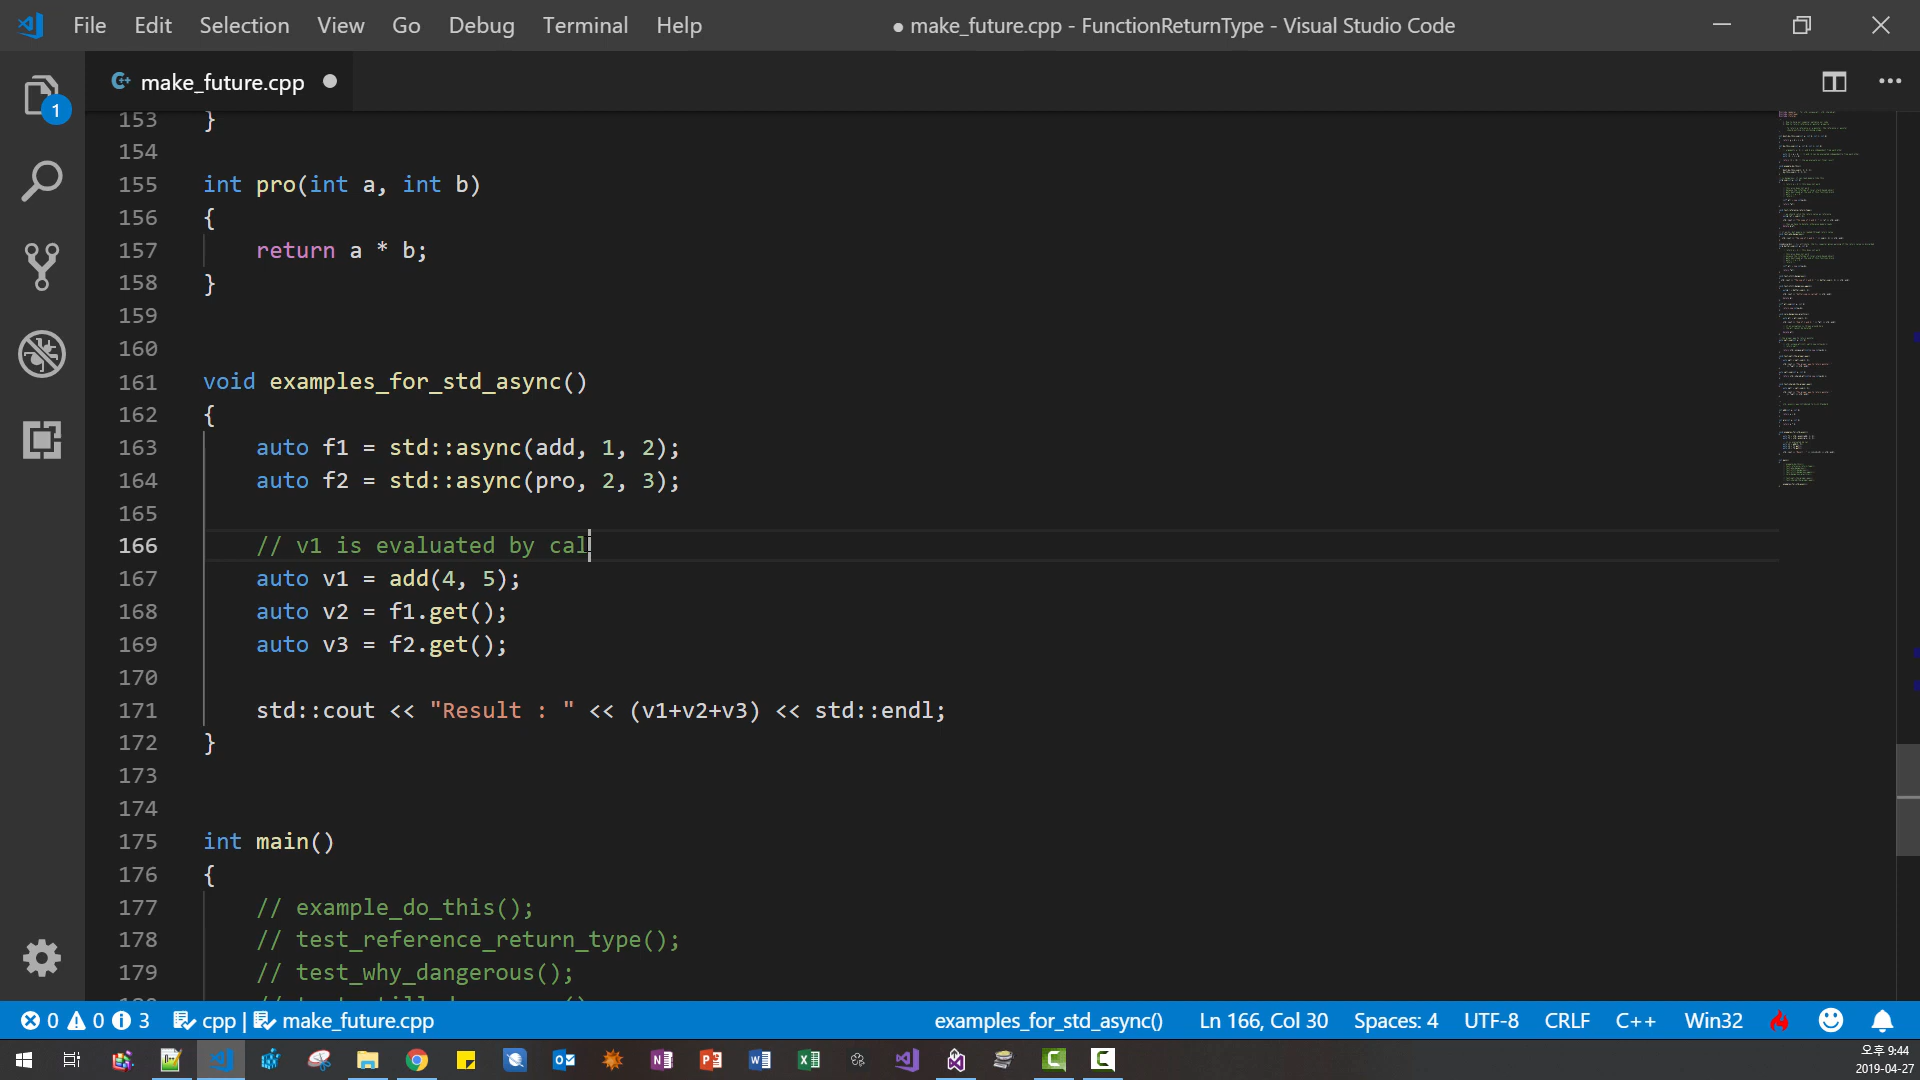 File Edit Selection View Go Debug Terminal Help ● make_future.cpp - FunctionReturnType - Visual Studio Code
1
make_future.cpp
153 }
154
155 int pro(int a, int b)
156 {
157 return a * b;
158 }
159
160
161 void examples_for_std_async()
162 {
163 auto f1 = std::async(add, 1, 2);
164 auto f2 = std::async(pro, 2, 3);
165
166 // v1 is evaluated by cal
167 auto v1 = add(4, 5);
168 auto v2 = f1.get();
169 auto v3 = f2.get();
170
171 std::cout << "Result : " << (v1+v2+v3) << std::endl;
172 }
173
174
175 int main()
176 {
177 // example_do_this();
178 // test_reference_return_type();
179 // test_why_dangerous();
0 0 3 cpp | make_future.cpp examples_for_std_async() Ln 166, Col 30 Spaces: 4 UTF-8 CRLF C++ Win32
오후 9:44
2019-04-27